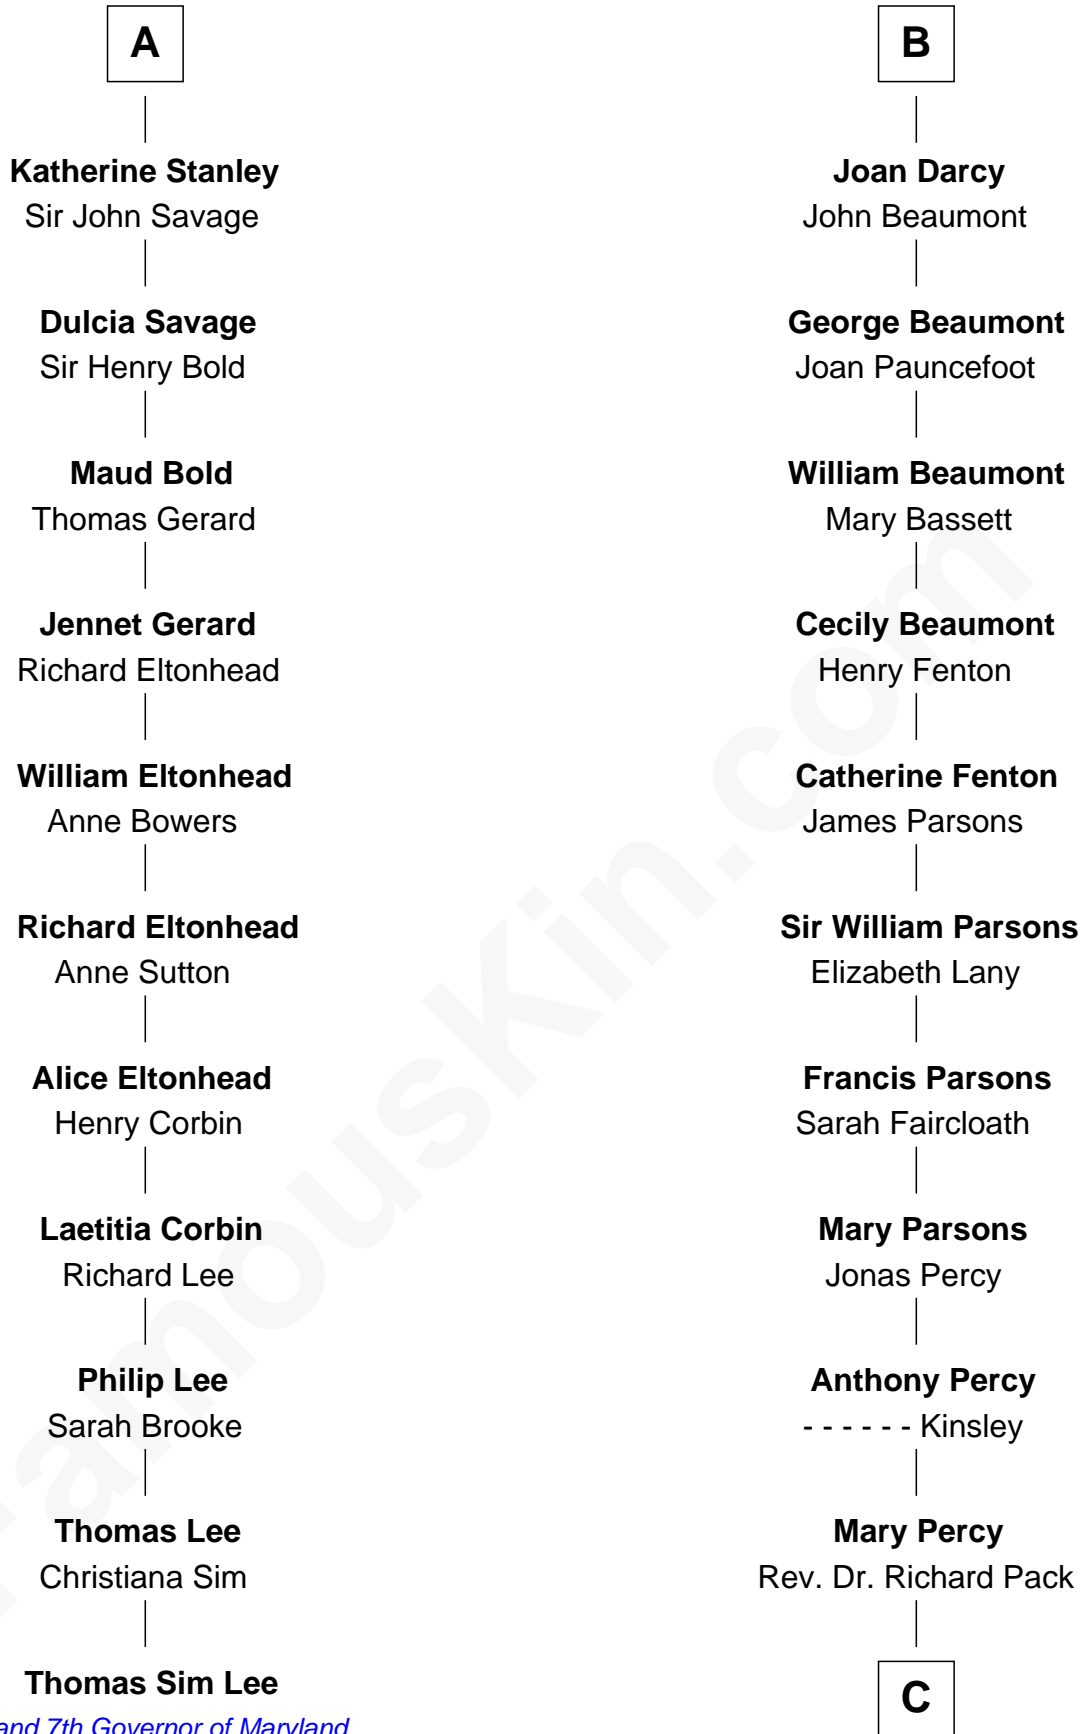 A
Katherine Stanley
Sir John Savage
Dulcia Savage
Sir Henry Bold
Maud Bold
Thomas Gerard
Jennet Gerard
Richard Eltonhead
William Eltonhead
Anne Bowers
Richard Eltonhead
Anne Sutton
Alice Eltonhead
Henry Corbin
Laetitia Corbin
Richard Lee
Philip Lee
Sarah Brooke
Thomas Lee
Christiana Sim
Thomas Sim Lee
and 7th Governor of Maryland
B
Joan Darcy
John Beaumont
George Beaumont
Joan Pauncefoot
William Beaumont
Mary Bassett
Cecily Beaumont
Henry Fenton
Catherine Fenton
James Parsons
Sir William Parsons
Elizabeth Lany
Francis Parsons
Sarah Faircloath
Mary Parsons
Jonas Percy
Anthony Percy
- - - - - - Kinsley
Mary Percy
Rev. Dr. Richard Pack
C
FamousKin.com